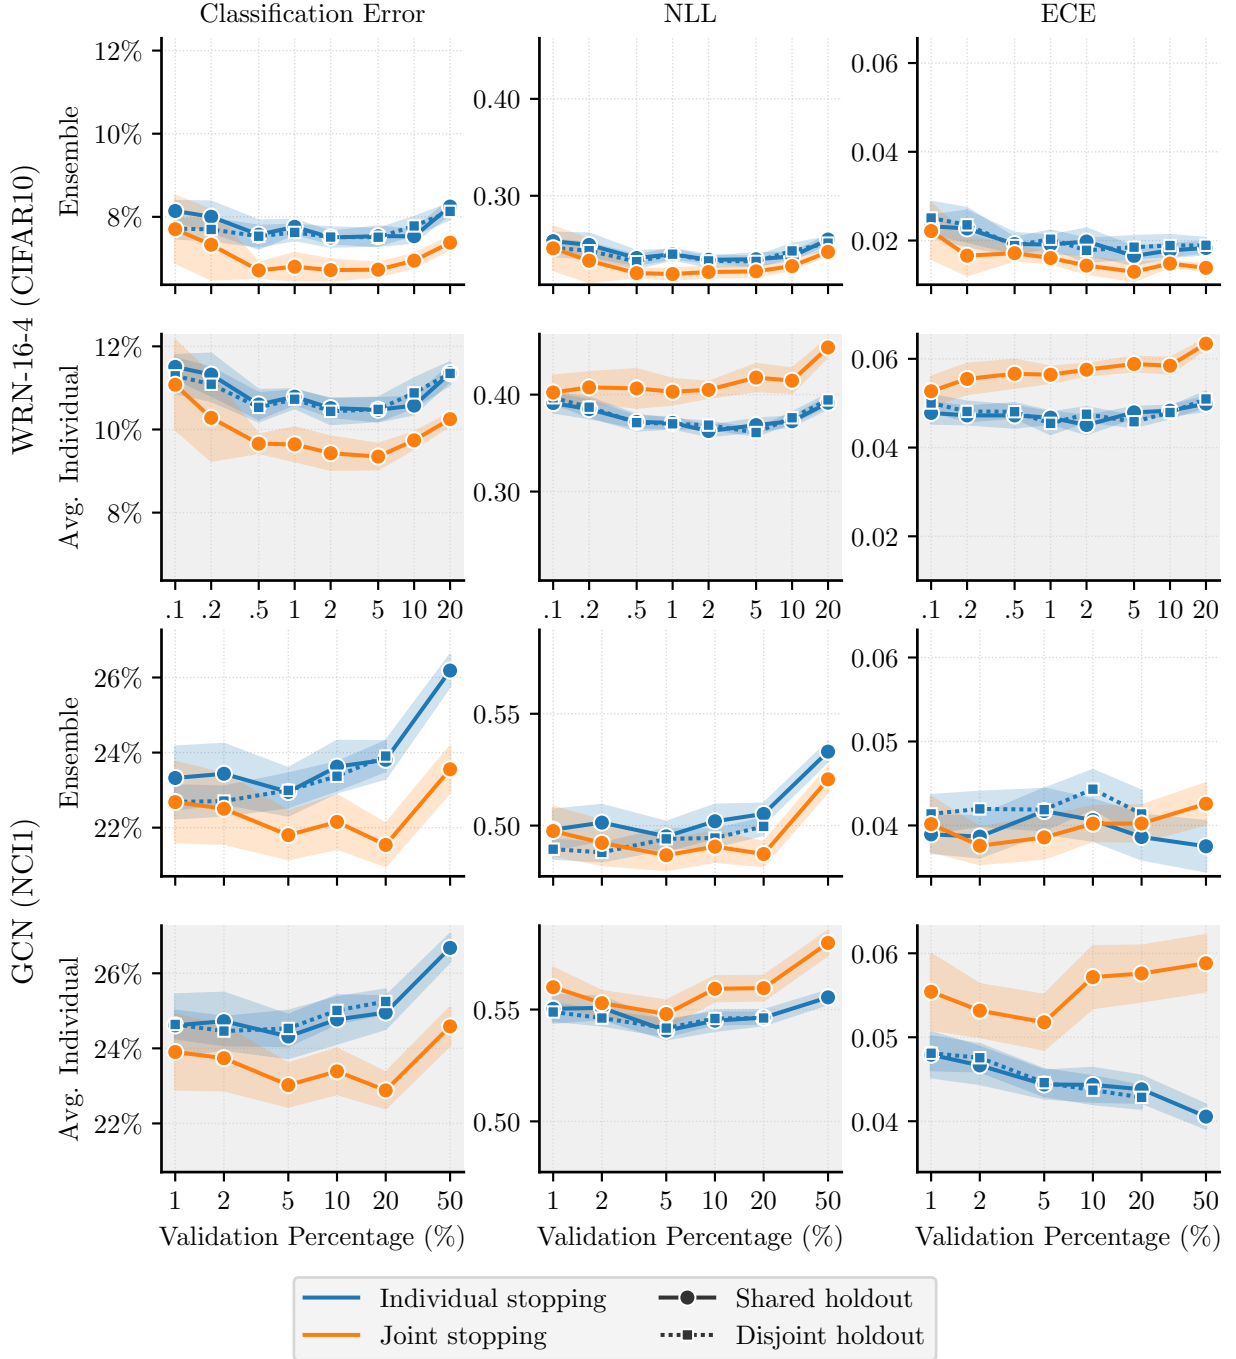 Classification Error NLL ECE
WRN-16-4 (CIFAR10)
Ensemble
12%
10%
8%
0.40
0.30
0.06
0.04
0.02
Avg. Individual
12%
10%
8%
0.40
0.30
0.06
0.04
0.02
.1 .2 .5 1 2 5 10 20
.1 .2 .5 1 2 5 10 20
.1 .2 .5 1 2 5 10 20
GCN (NCI1)
Ensemble
26%
24%
22%
0.55
0.50
0.06
0.05
0.04
Avg. Individual
26%
24%
22%
0.55
0.50
0.06
0.05
0.04
1 2 5 10 20 50
1 2 5 10 20 50
1 2 5 10 20 50
Validation Percentage (%)
Validation Percentage (%)
Validation Percentage (%)
Individual stopping
Joint stopping
Shared holdout
Disjoint holdout